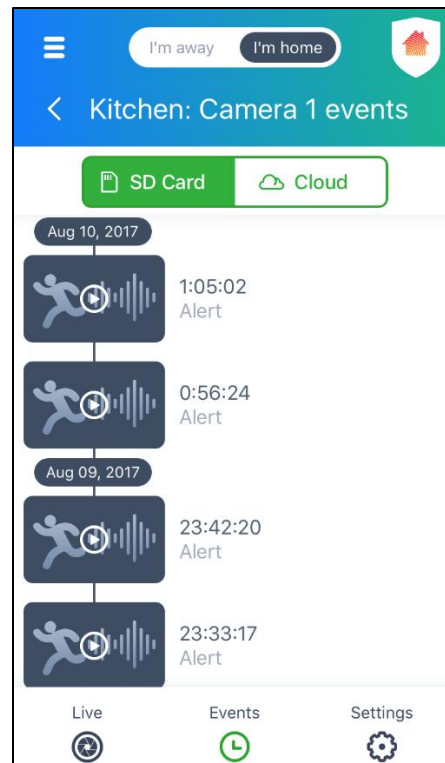 I'm away I'm home
Kitchen: Camera 1 events
SD Card Cloud
Aug 10, 2017
1:05:02
Alert
0:56:24
Alert
Aug 09, 2017
23:42:20
Alert
23:33:17
Alert
Live Events Settings